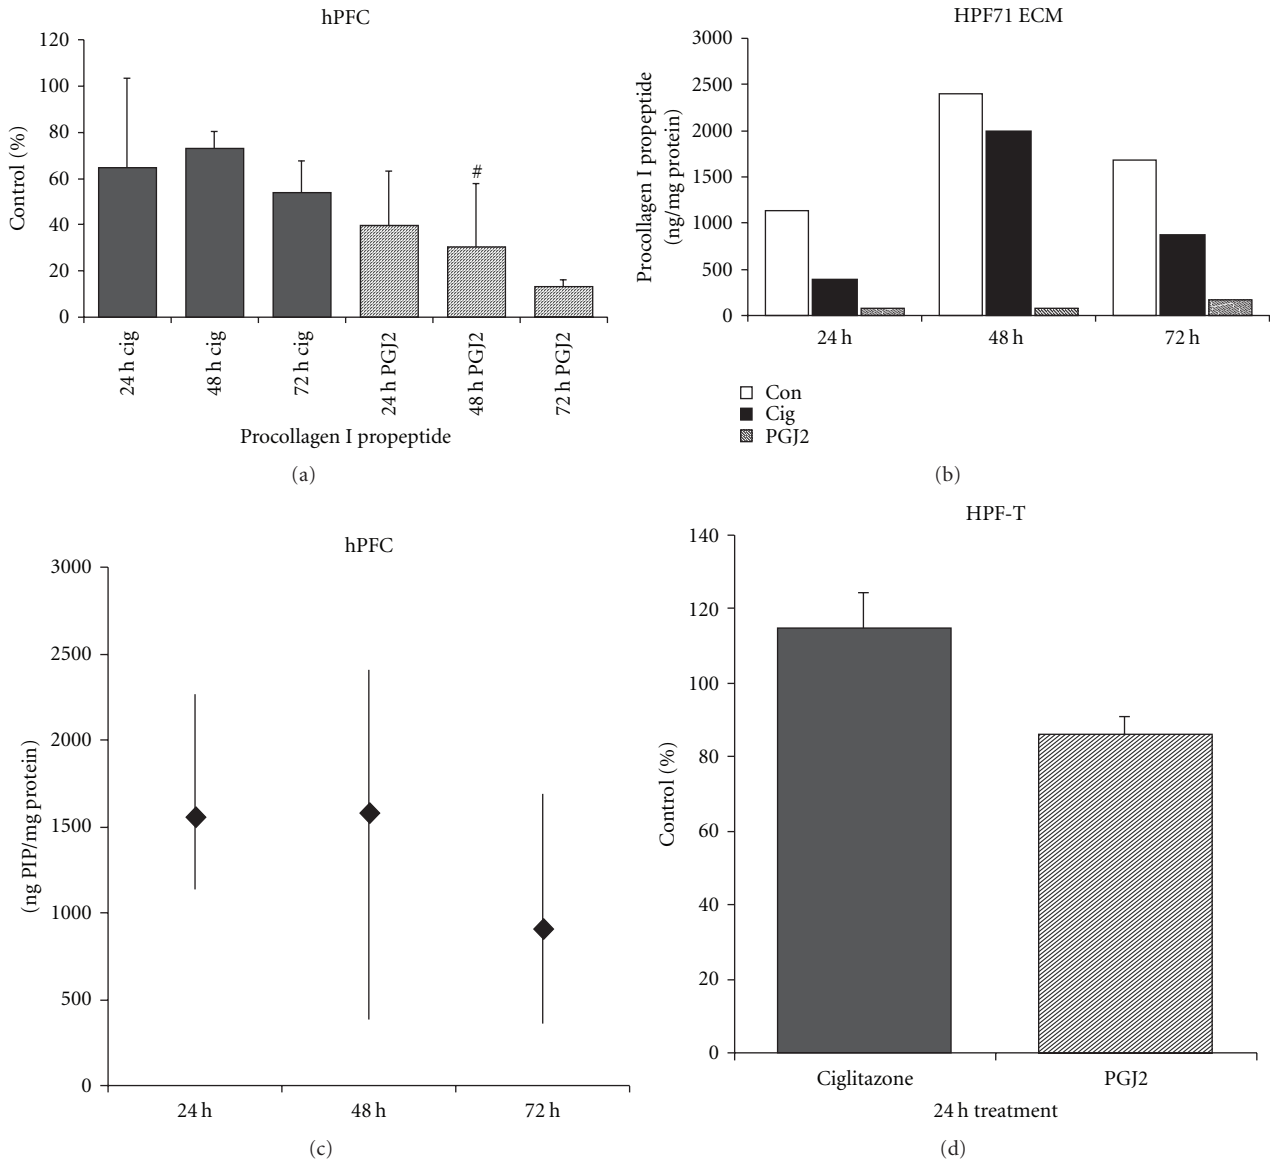 hPFC
120
100
80
60
40
20
0
Control (%)
24 h cig
48 h cig
72 h cig
24 h PGJ2
48 h PGJ2
72 h PGJ2
#
Procollagen I propeptide
(a)
HPF71 ECM
3000
2500
2000
1500
1000
500
0
Procollagen I propeptide
(ng/mg protein)
24 h
48 h
72 h
Con
Cig
PGJ2
(b)
hPFC
3000
2500
2000
1500
1000
500
0
(ng PIP/mg protein)
24 h
48 h
72 h
(c)
HPF-T
140
120
100
80
60
40
20
0
Control (%)
Ciglitazone
PGJ2
24 h treatment
(d)